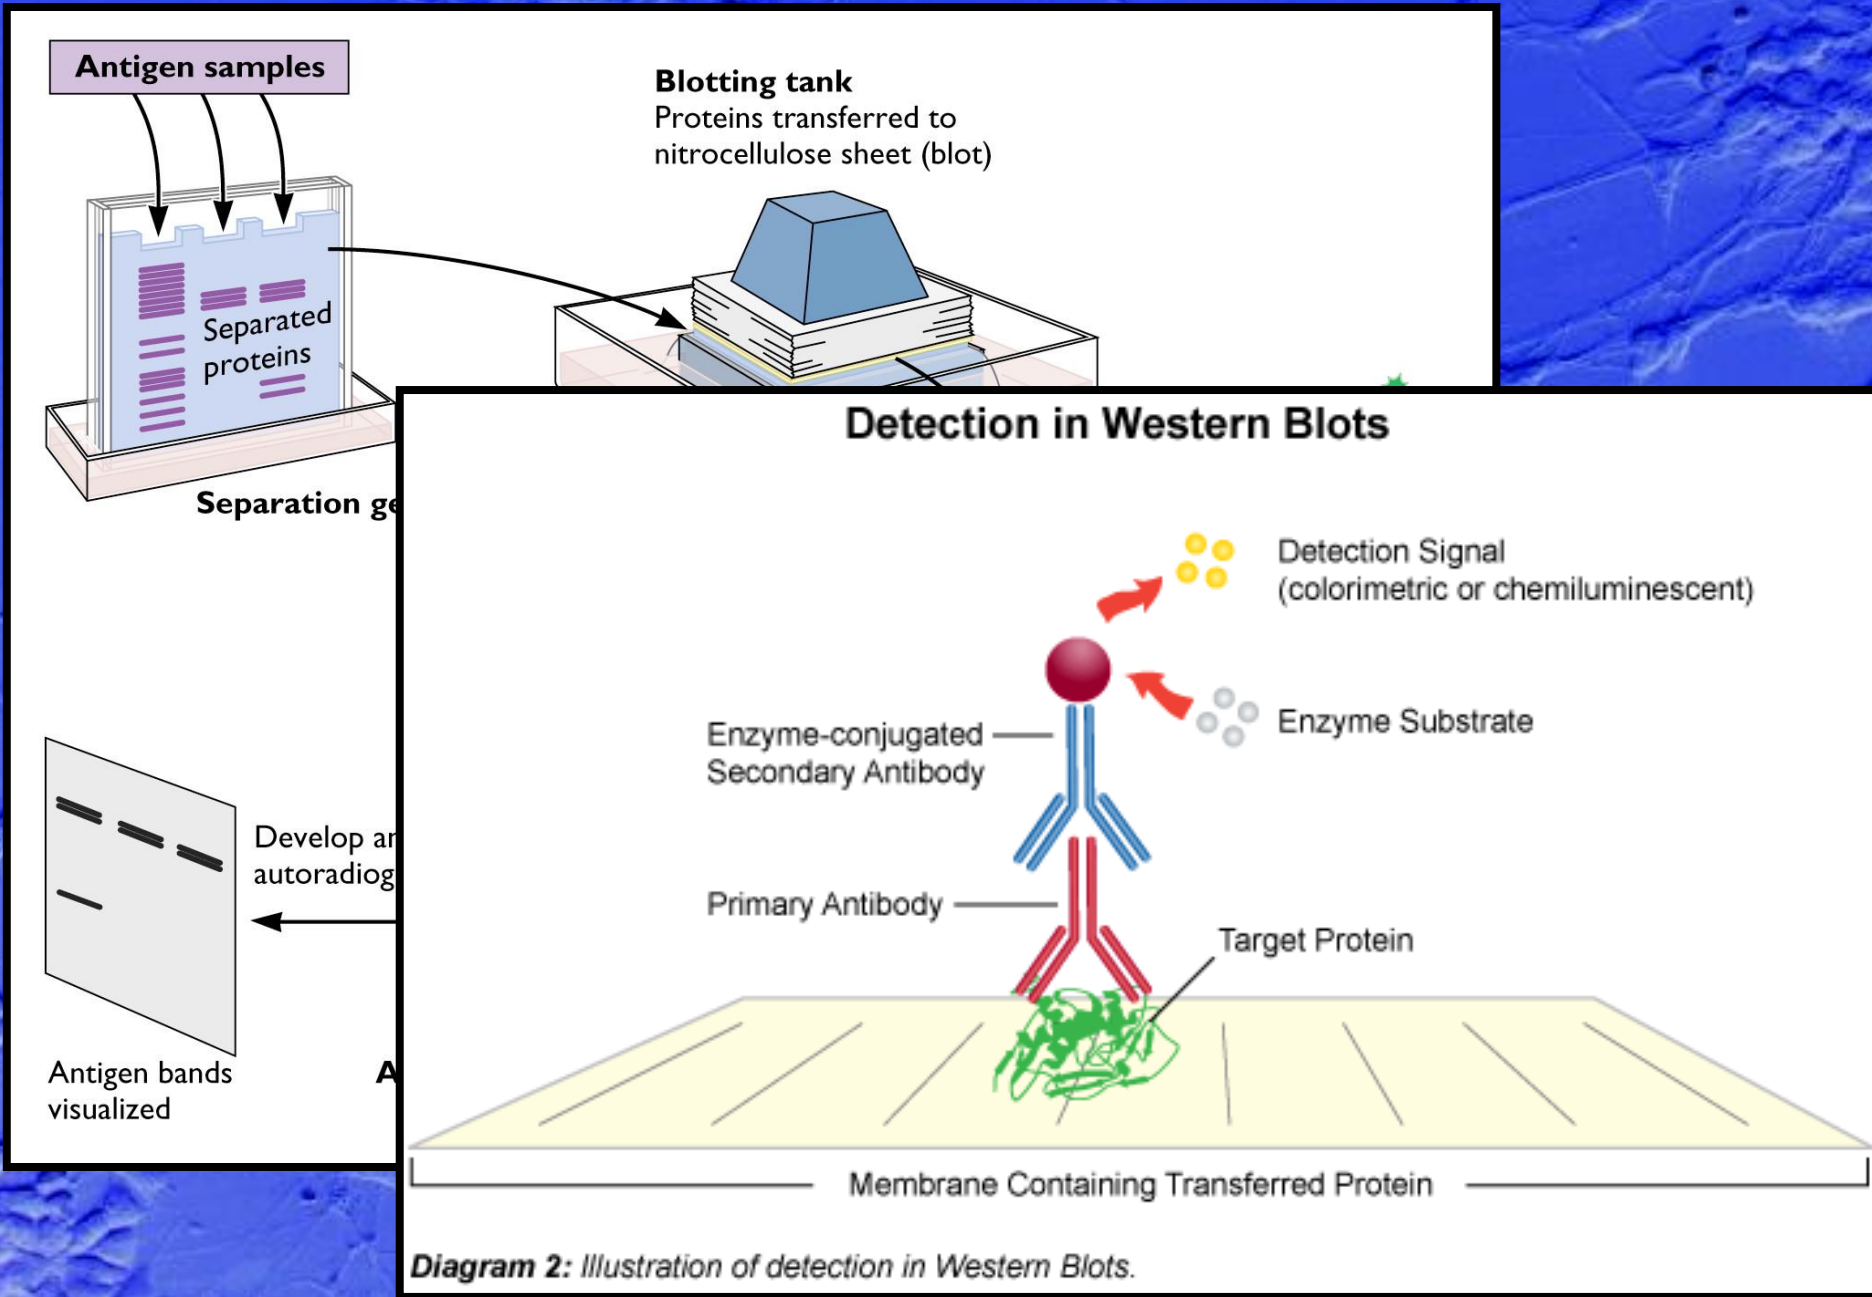 Antigen samples
Blotting tank
Proteins transferred to
nitrocellulose sheet (blot)
Separated
proteins
Separation
Develop
Antigen bands
visualized
Detection in Western Blots
Detection Signal
(colorimetric or chemiluminescent)
Enzyme Substrate
Enzyme-conjugated
Secondary Antibody
Primary Antibody
Target Protein
Membrane Containing Transferred Protein
Diagram 2: Illustration of detection in Western Blots.